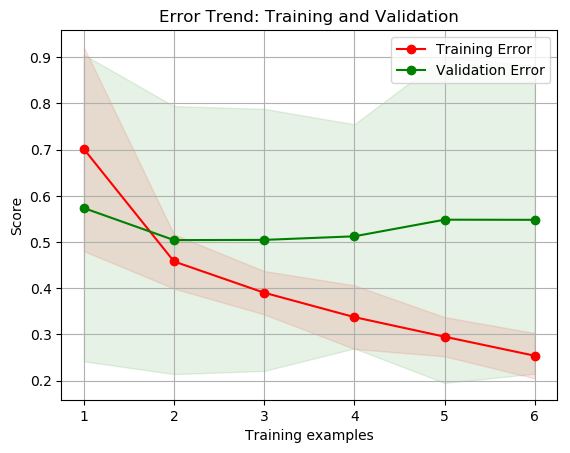 Error Trend: Training and Validation
Training Error
Validation Error
Score
0.9
0.8
0.7
0.6
0.5
0.4
0.3
0.2
1 2 3 4 5 6
Training examples